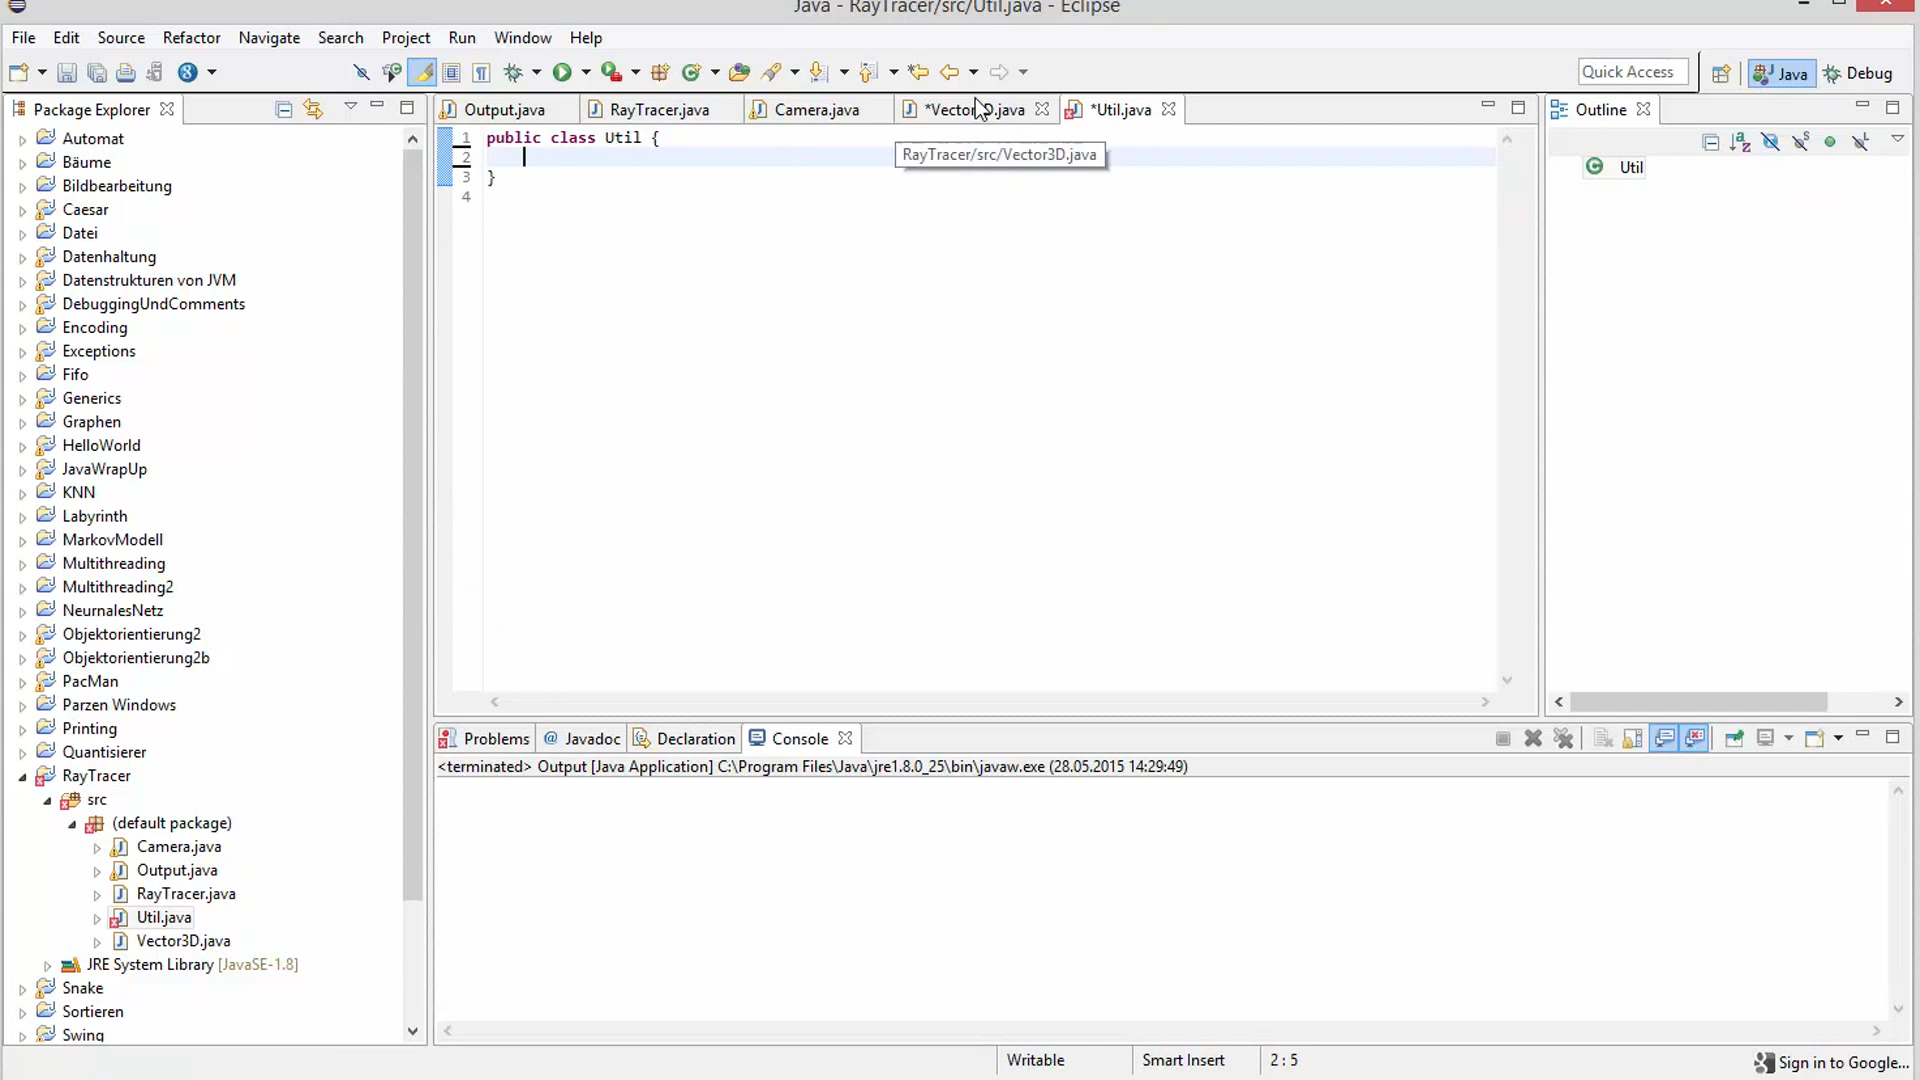 Java - RayTracer/src/Util.java - Eclipse
File Edit Source Refactor Navigate Search Project Run Window Help
Quick Access Java Debug
Package Explorer
Automat
Bäume
Bildbearbeitung
Caesar
Datei
Datenhaltung
Datenstrukturen von JVM
DebuggingUndComments
Encoding
Exceptions
Fifo
Generics
Graphen
HelloWorld
JavaWrapUp
KNN
Labyrinth
MarkovModell
Multithreading
Multithreading2
NeurnalesNetz
Objektorientierung2
Objektorientierung2b
PacMan
Parzen Windows
Printing
Quantisierer
RayTracer
src
(default package)
Camera.java
Output.java
RayTracer.java
Util.java
Vector3D.java
JRE System Library [JavaSE-1.8]
Snake
Sortieren
Swing
Output.java RayTracer.java Camera.java *Vector3D.java *Util.java
1 public class Util {
2
3 }
4
RayTracer/src/Vector3D.java
Outline
Util
Problems @ Javadoc Declaration Console
<terminated> Output [Java Application] C:\Program Files\Java\jre1.8.0_25\bin\javaw.exe (28.05.2015 14:29:49)
Writable Smart Insert 2 : 5
Sign in to Google...